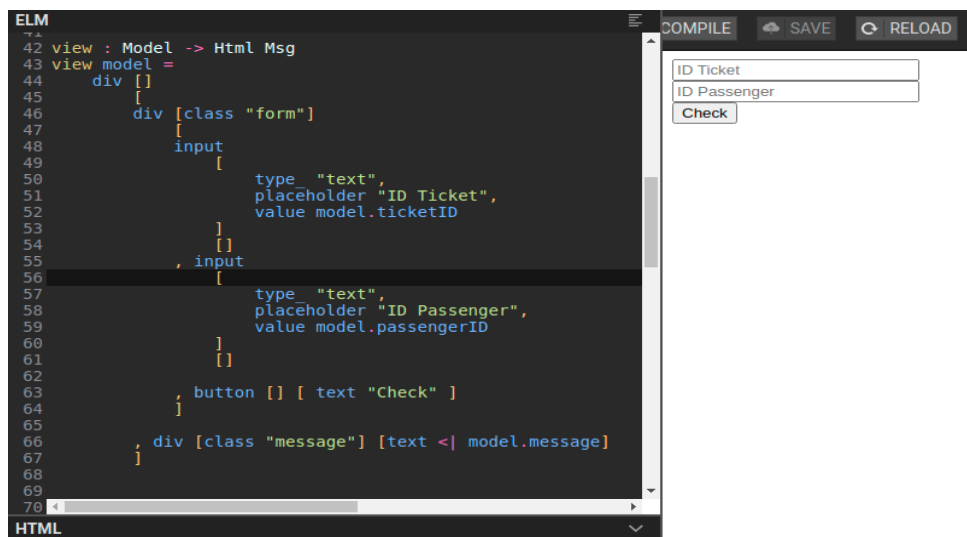 ELM
COMPILE SAVE RELOAD
41
42 view : Model -> Html Msg
43 view model =
44     div []
45         [
46         div [class "form"]
47             [
48             input
49                 [
50                     type_ "text",
51                     placeholder "ID Ticket",
52                     value model.ticketID
53                 ]
54                 []
55             , input
56                 [
57                     type_ "text",
58                     placeholder "ID Passenger",
59                     value model.passengerID
60                 ]
61                 []
62
63             , button [] [ text "Check" ]
64             ]
65
66         , div [class "message"] [text <| model.message]
67         ]
68
69
70
HTML
ID Ticket
ID Passenger
Check